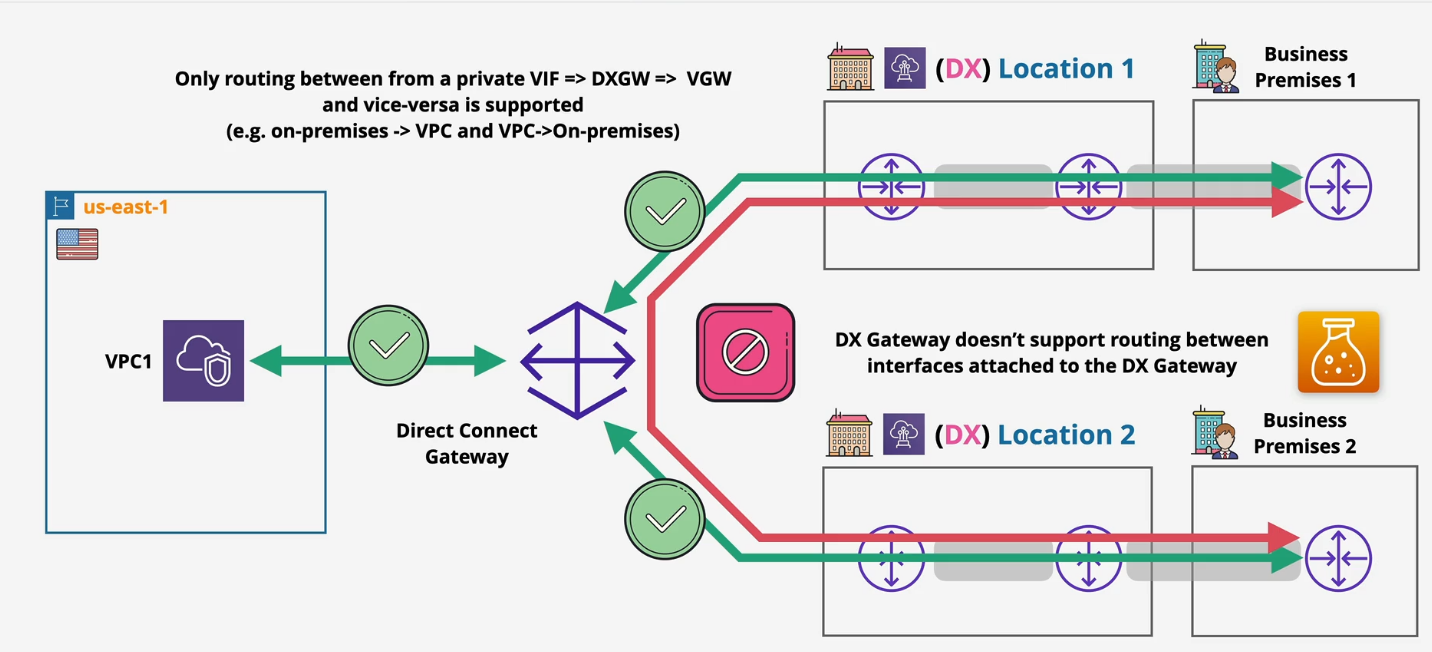 Only routing between from a private VIF => DXGW => VGW
and vice-versa is supported
(e.g. on-premises -> VPC and VPC->On-premises)
(DX) Location 1
Business
Premises 1
us-east-1
VPC1
Direct Connect
Gateway
DX Gateway doesn’t support routing between
interfaces attached to the DX Gateway
(DX) Location 2
Business
Premises 2